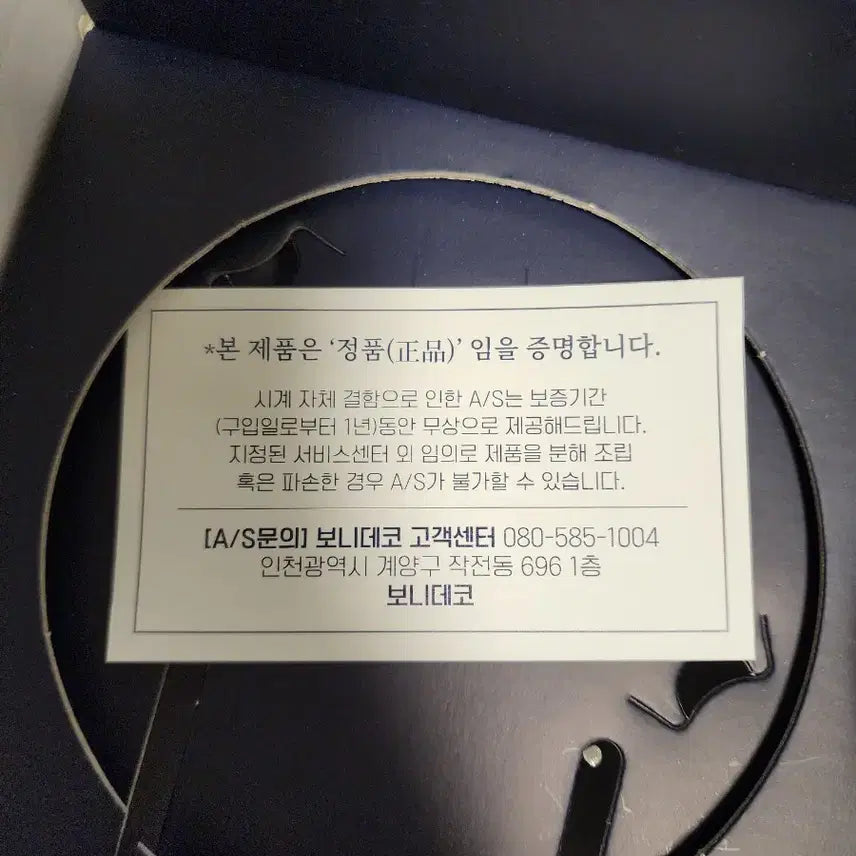 *본 제품은 ‘정품(正品)’ 임을 증명합니다.
시계 자체 결함으로 인한 A/S는 보증기간
(구입일로부터 1년)동안 무상으로 제공해드립니다.
지정된 서비스센터 외 임의로 제품을 분해 조립
혹은 파손한 경우 A/S가 불가할 수 있습니다.
[A/S문의] 보니데코 고객센터 080-585-1004
인천광역시 계양구 작전동 696 1층
보니데코